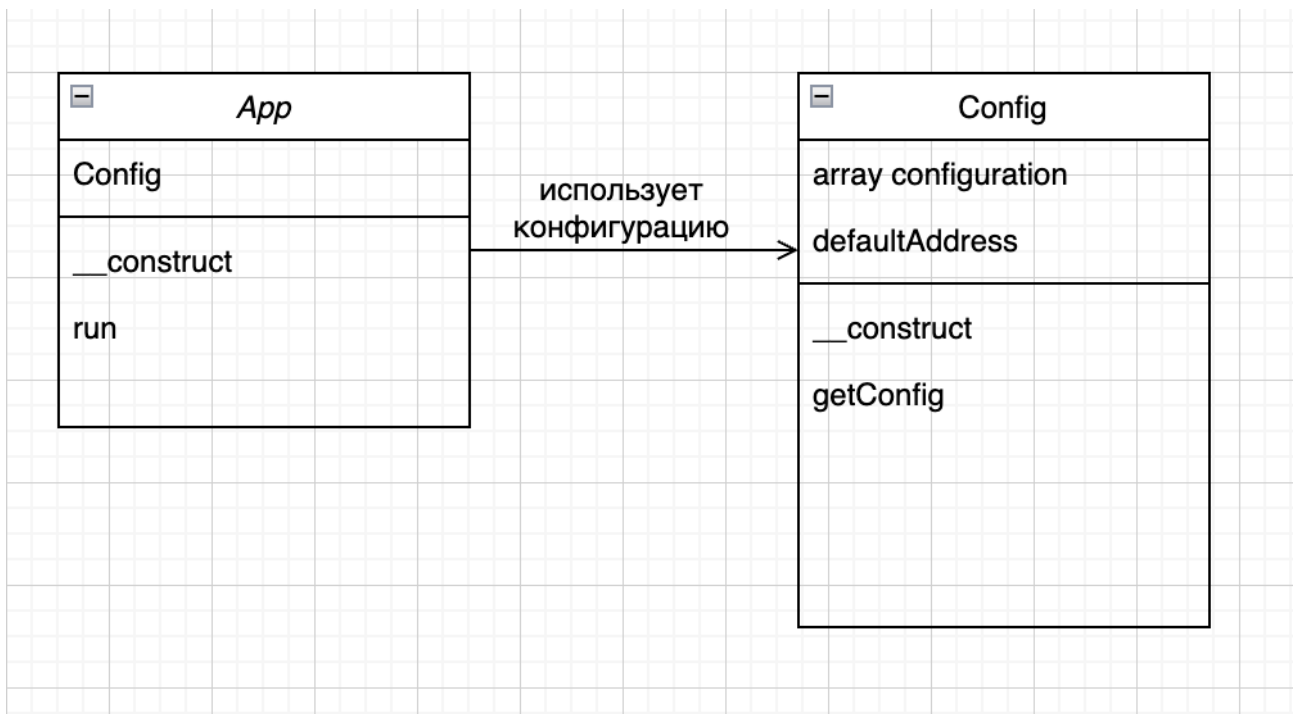 App
Config
__construct
run
использует
конфигурацию
Config
array configuration
defaultAddress
__construct
getConfig